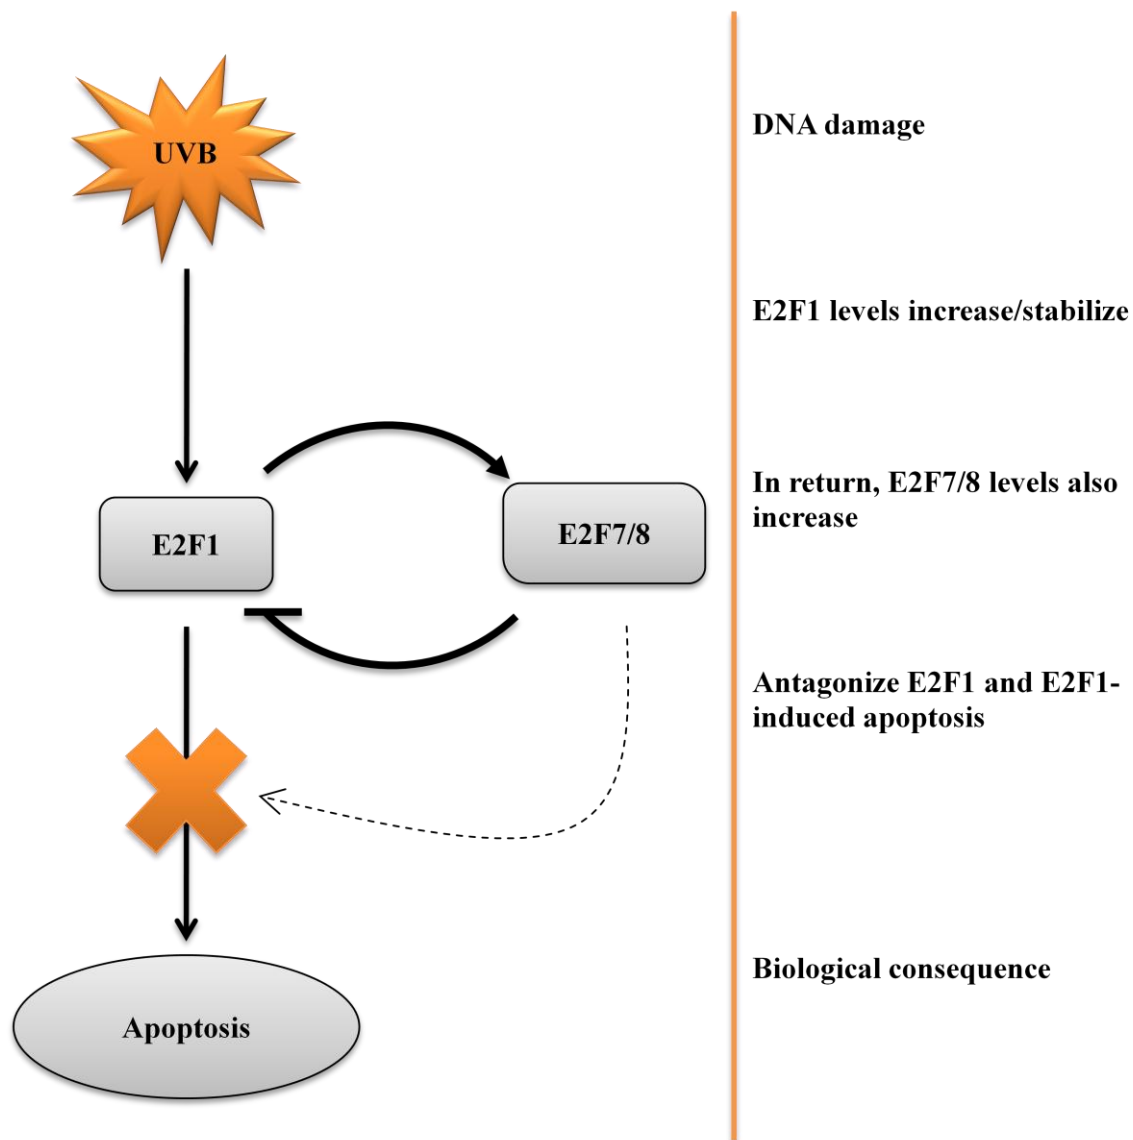 UVB
DNA damage
E2F1 levels increase/stabilize
In return, E2F7/8 levels also
increase
E2F1
E2F7/8
Antagonize E2F1 and E2F1-
induced apoptosis
Biological consequence
Apoptosis